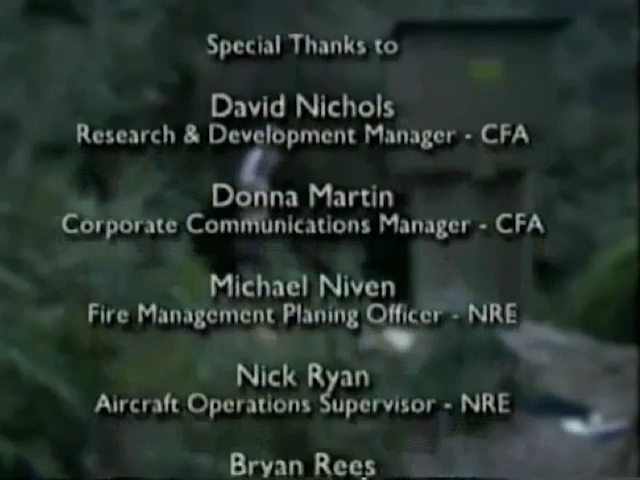 Special Thanks to
David Nichols
Research & Development Manager - CFA
Donna Martin
Corporate Communications Manager - CFA
Michael Niven
Fire Management Planing Officer - NRE
Nick Ryan
Aircraft Operations Supervisor - NRE
Bryan Rees